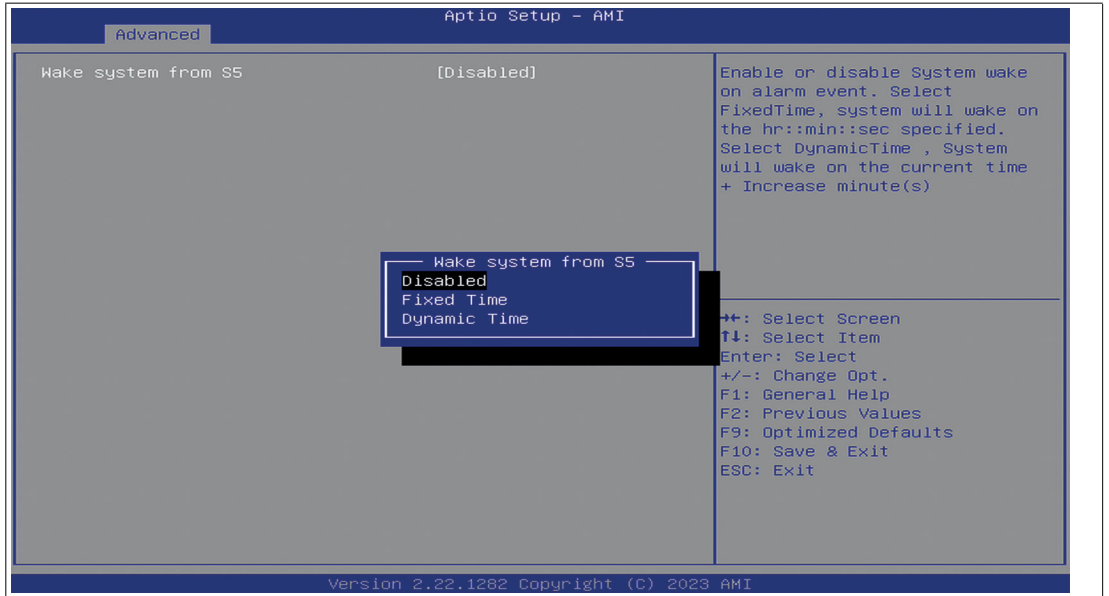 Aptio Setup – AMI
Advanced
Wake system from S5 [Disabled]
Enable or disable System wake
on alarm event. Select
FixedTime, system will wake on
the hr::min::sec specified.
Select DynamicTime , System
will wake on the current time
+ Increase minute(s)
Wake system from S5
Disabled
Fixed Time
Dynamic Time
→←: Select Screen
↑↓: Select Item
Enter: Select
+/-: Change Opt.
F1: General Help
F2: Previous Values
F9: Optimized Defaults
F10: Save & Exit
ESC: Exit
Version 2.22.1282 Copyright (C) 2023 AMI